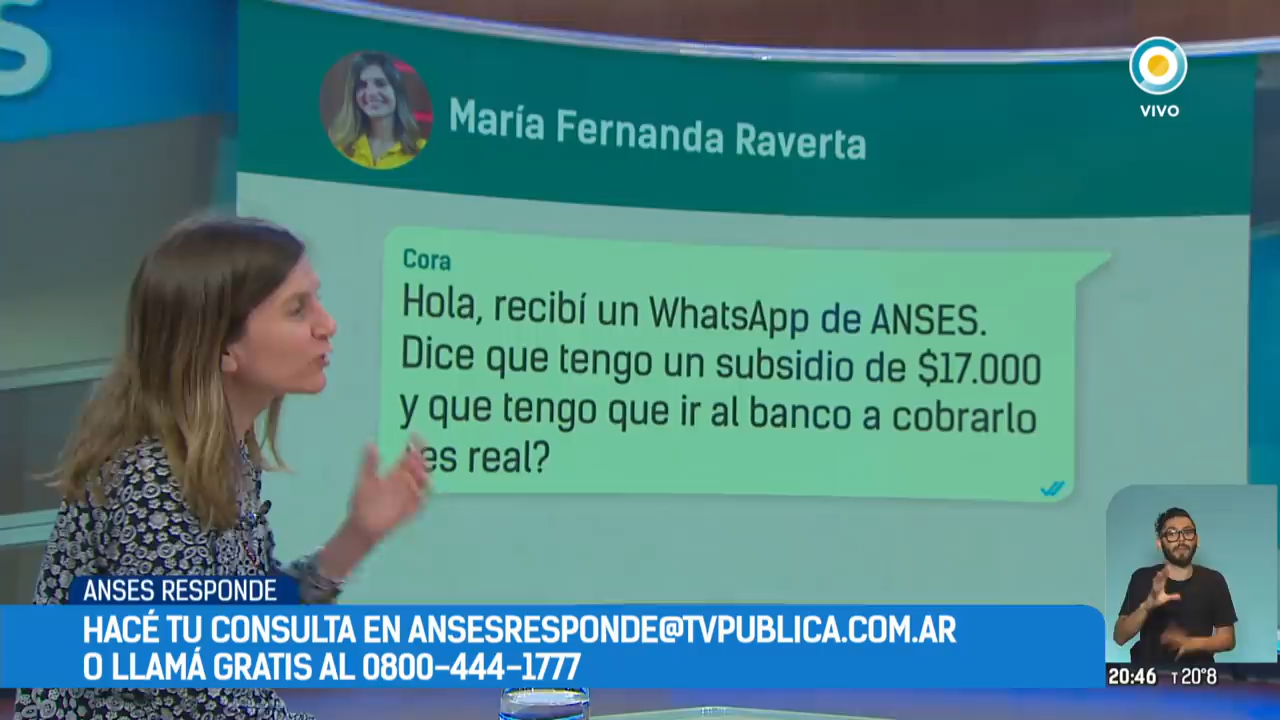 S
VIVO
María Fernanda Raverta
Cora
Hola, recibí un WhatsApp de ANSES.
Dice que tengo un subsidio de $17.000
y que tengo que ir al banco a cobrarlo
es real?
ANSES RESPONDE
HACÉ TU CONSULTA EN ANSESRESPONDE@TVPUBLICA.COM.AR
O LLAMÁ GRATIS AL 0800-444-1777
20:46 T 20°8